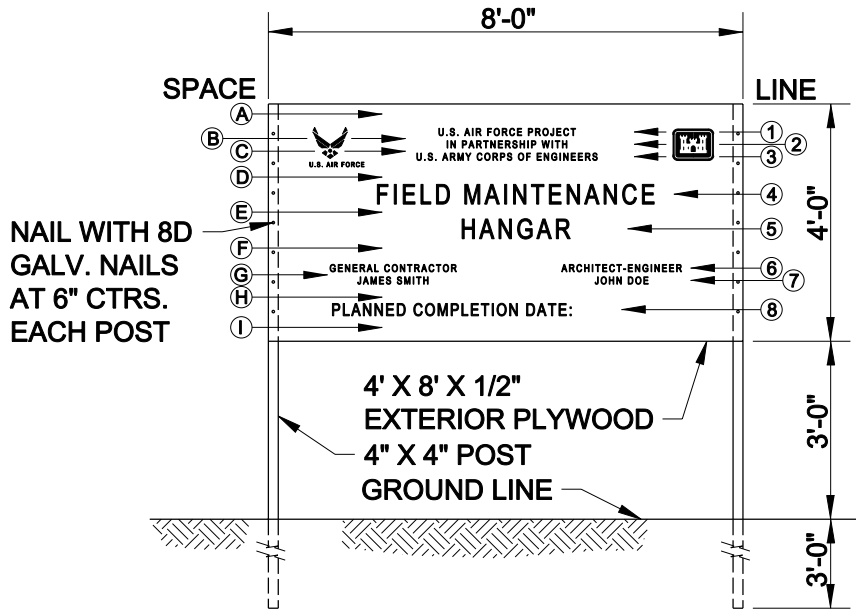 8'-0"
SPACE
LINE
A
B
C
D
E
F
G
H
I
U.S. AIR FORCE
U.S. AIR FORCE PROJECT
IN PARTNERSHIP WITH
U.S. ARMY CORPS OF ENGINEERS
FIELD MAINTENANCE
HANGAR
GENERAL CONTRACTOR
JAMES SMITH
ARCHITECT-ENGINEER
JOHN DOE
PLANNED COMPLETION DATE:
1
2
3
4
5
6
7
8
4'-0"
NAIL WITH 8D
GALV. NAILS
AT 6" CTRS.
EACH POST
4' X 8' X 1/2"
EXTERIOR PLYWOOD
4" X 4" POST
GROUND LINE
3'-0"
3'-0"